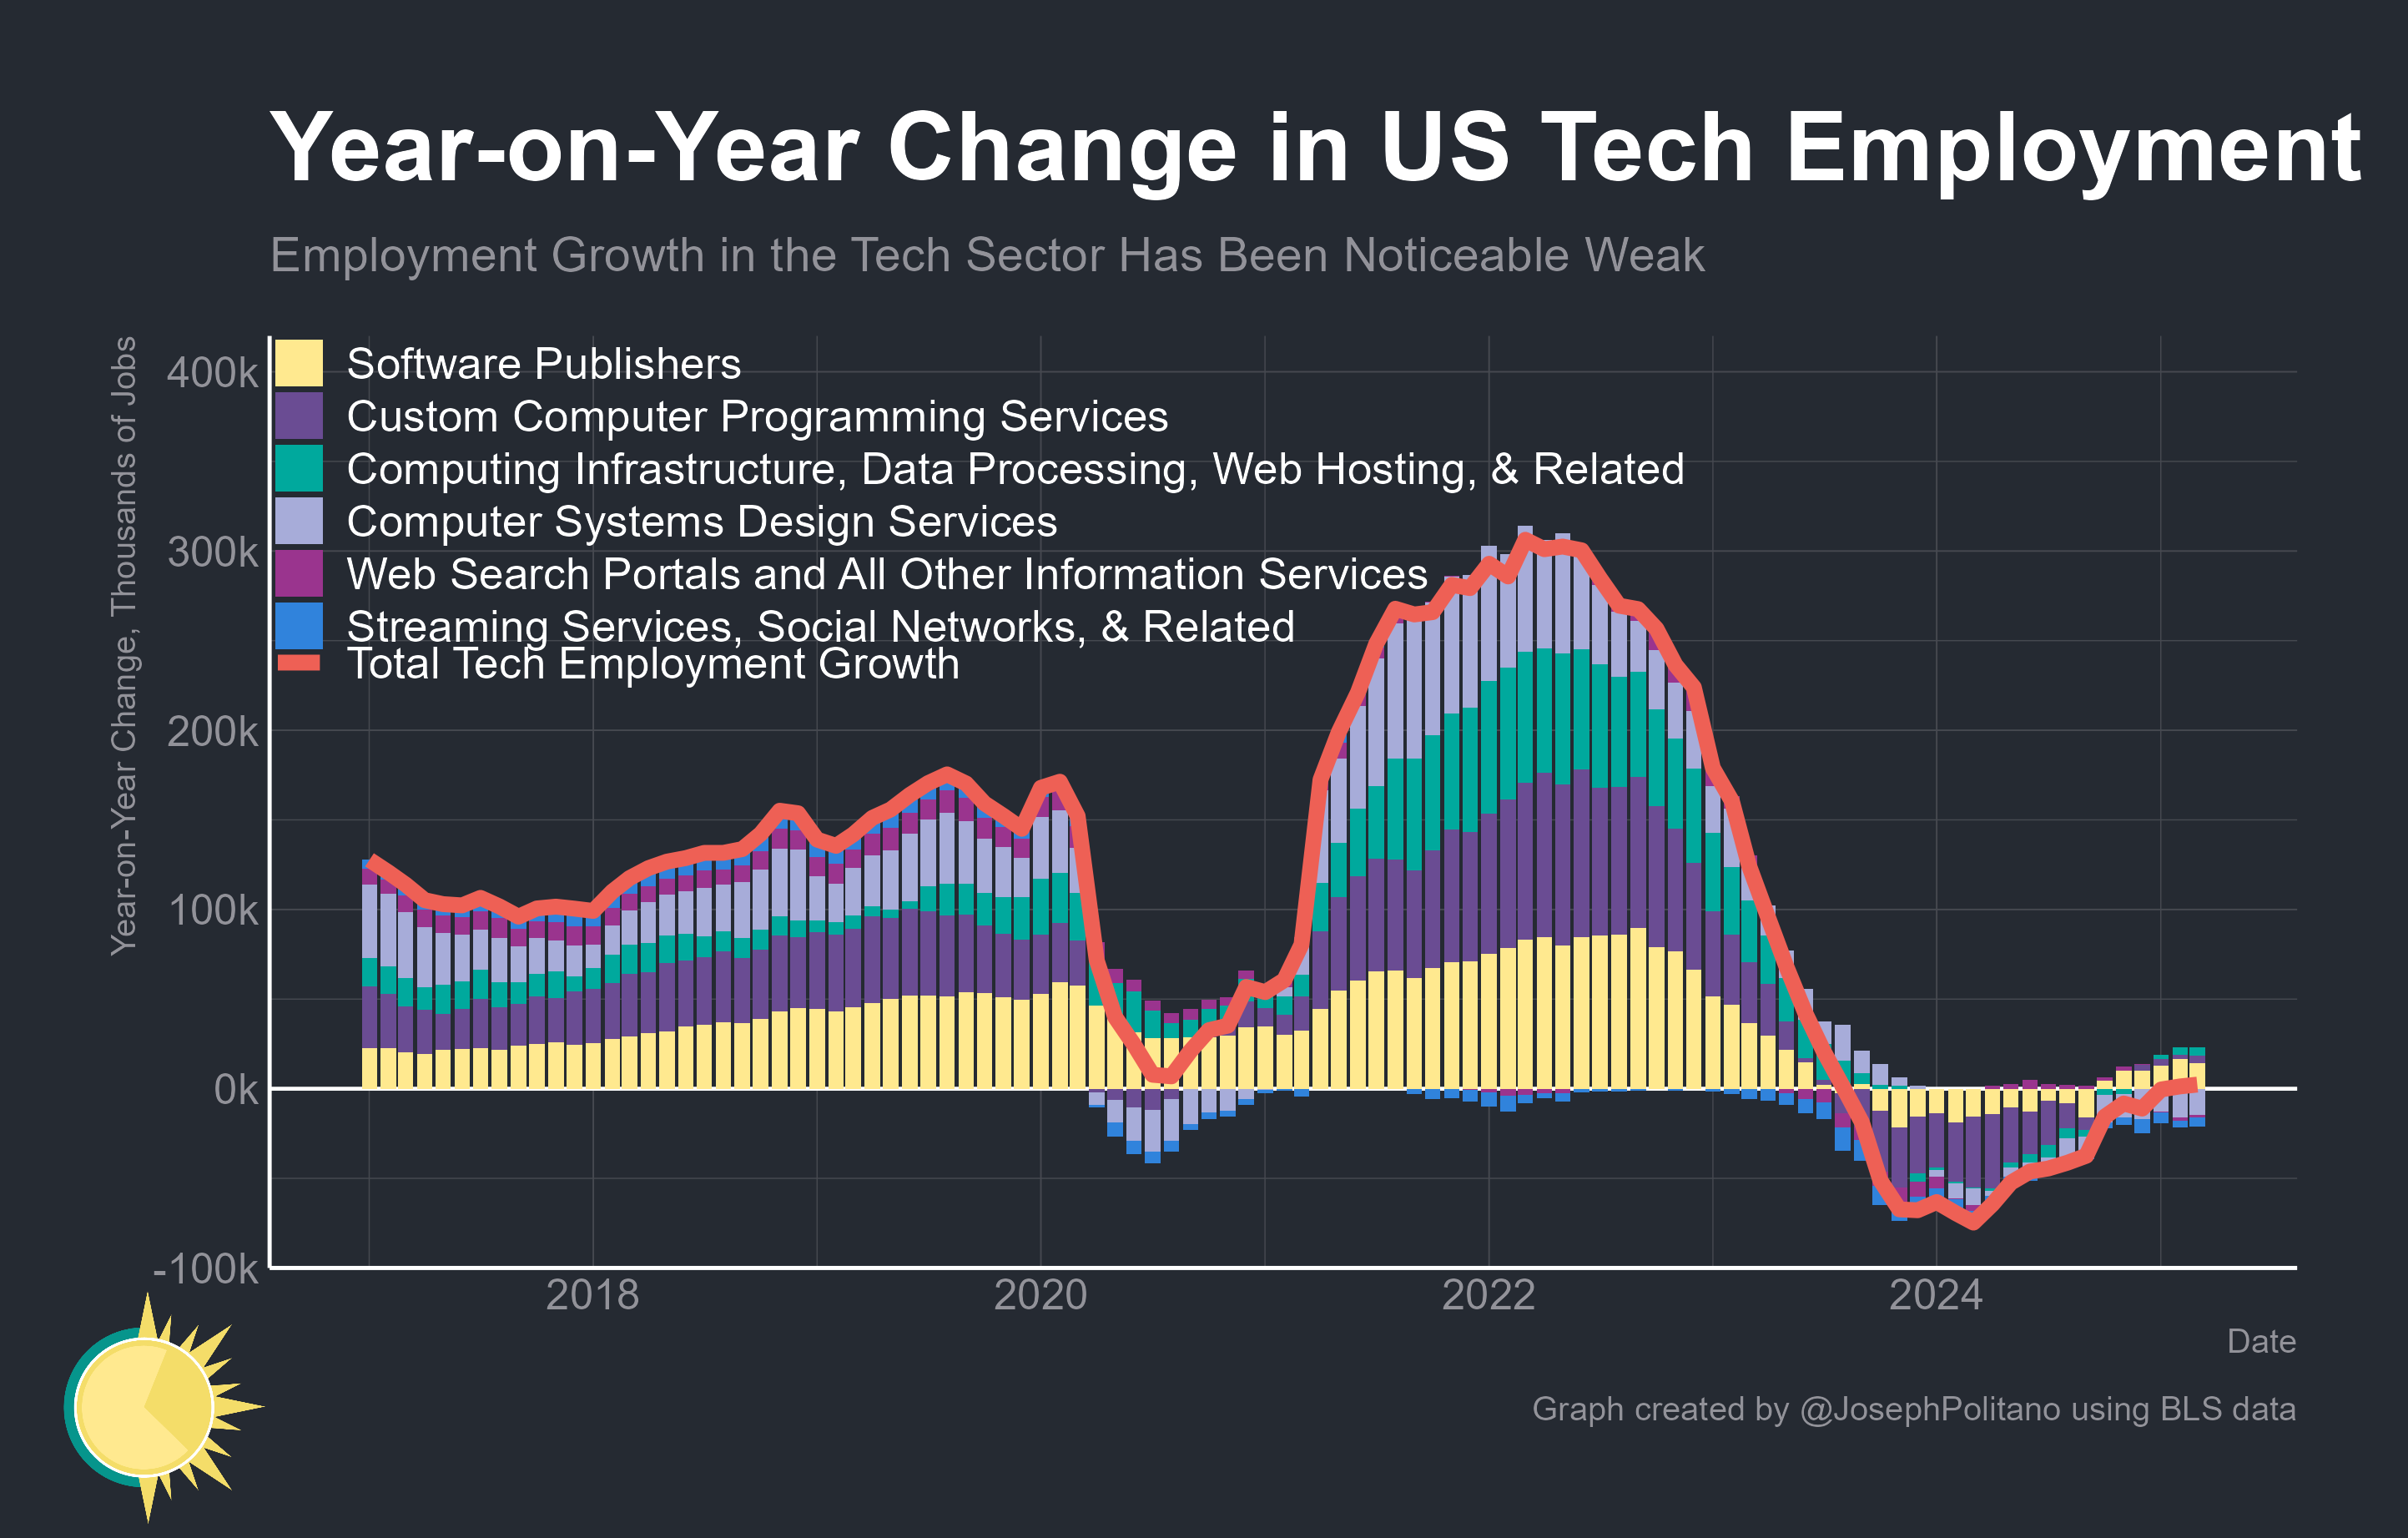 Year-on-Year Change in US Tech Employment
Employment Growth in the Tech Sector Has Been Noticeable Weak
Year-on-Year Change, Thousands of Jobs
400k
300k
200k
100k
0k
-100k
Software Publishers
Custom Computer Programming Services
Computing Infrastructure, Data Processing, Web Hosting, & Related
Computer Systems Design Services
Web Search Portals and All Other Information Services
Streaming Services, Social Networks, & Related
Total Tech Employment Growth
2018
2020
2022
2024
Date
Graph created by @JosephPolitano using BLS data